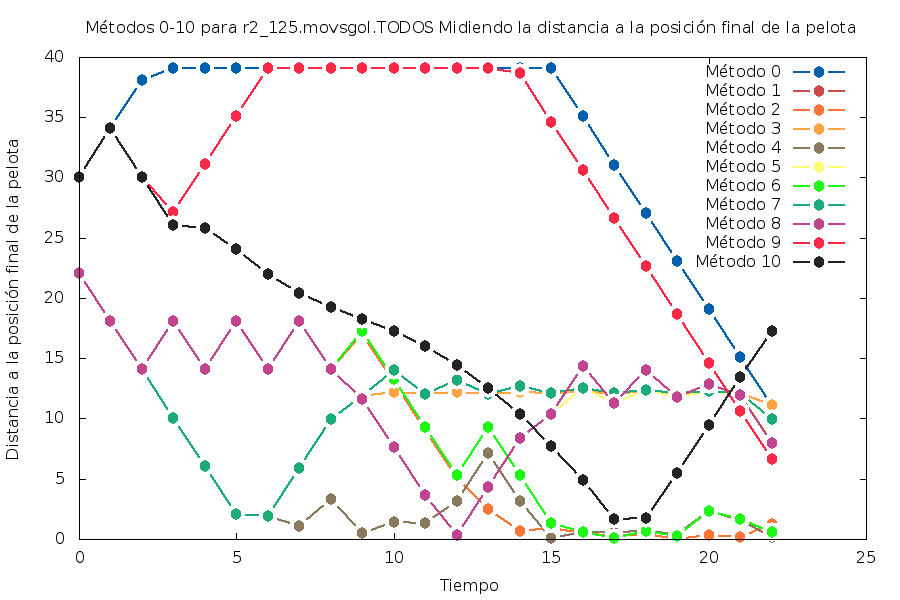 Métodos 0-10 para r2_125.movsgol.TODOS Midiendo la distancia a la posición final de la pelota
Distancia a la posición final de la pelota
40
35
30
25
20
15
10
5
0
Método 0
Método 1
Método 2
Método 3
Método 4
Método 5
Método 6
Método 7
Método 8
Método 9
Método 10
0 5 10 15 20 25
Tiempo